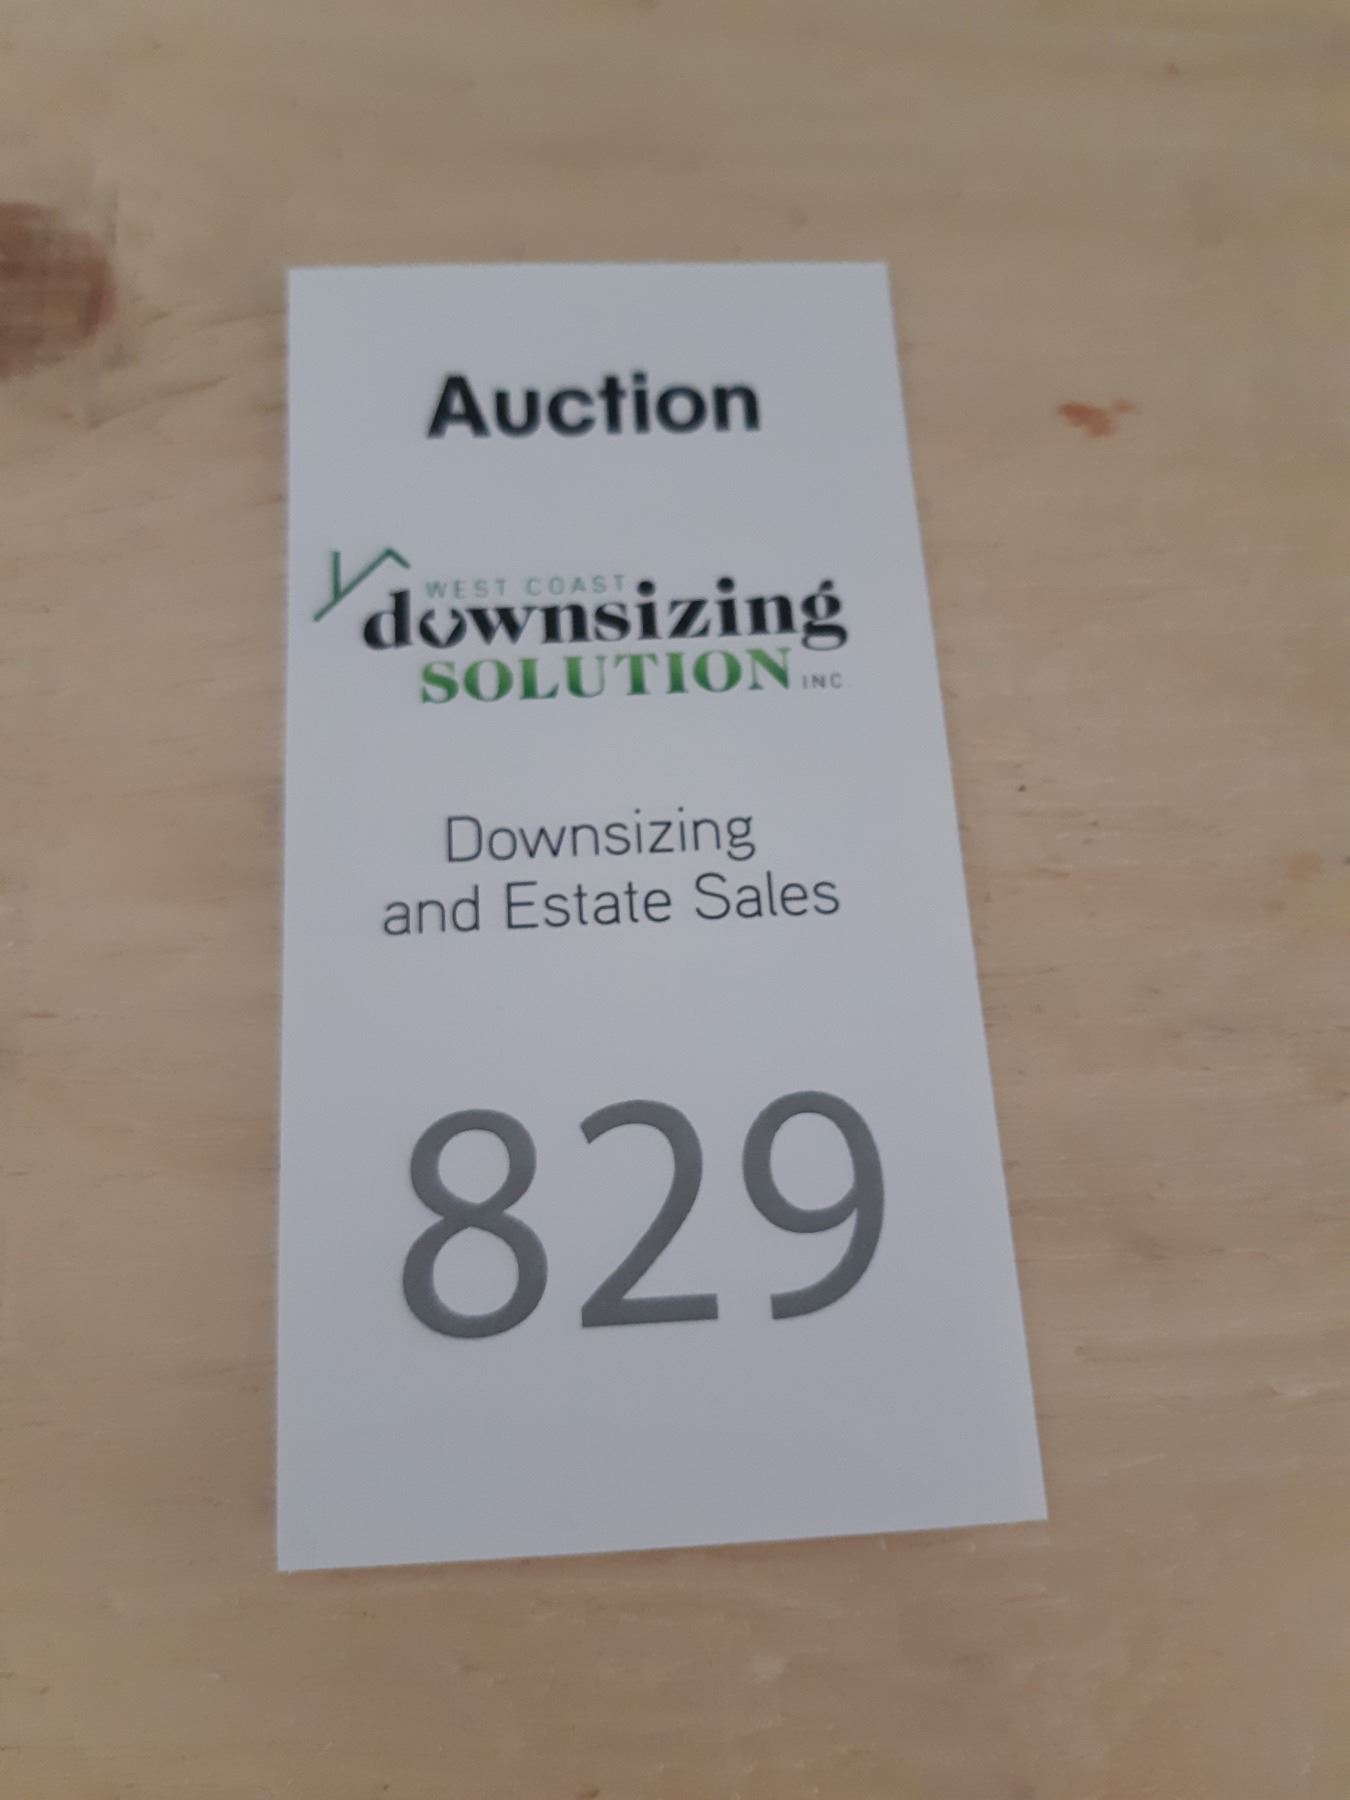 Auction
WEST COAST
downsizing
SOLUTION INC.
Downsizing
and Estate Sales
829